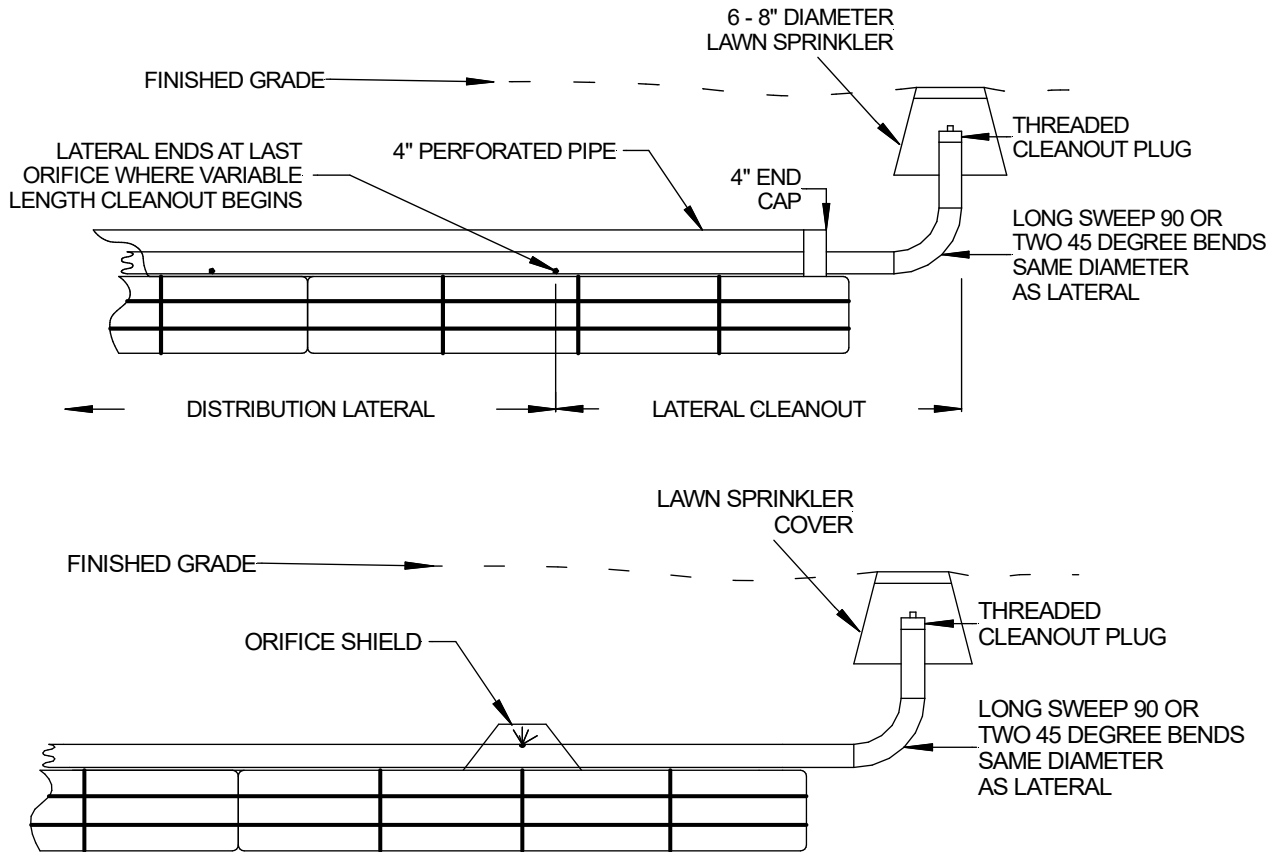 6 - 8" DIAMETER
LAWN SPRINKLER
FINISHED GRADE
THREADED
CLEANOUT PLUG
LATERAL ENDS AT LAST
ORIFICE WHERE VARIABLE
LENGTH CLEANOUT BEGINS
4" PERFORATED PIPE
4" END
CAP
LONG SWEEP 90 OR
TWO 45 DEGREE BENDS
SAME DIAMETER
AS LATERAL
DISTRIBUTION LATERAL
LATERAL CLEANOUT
LAWN SPRINKLER
COVER
FINISHED GRADE
THREADED
CLEANOUT PLUG
ORIFICE SHIELD
LONG SWEEP 90 OR
TWO 45 DEGREE BENDS
SAME DIAMETER
AS LATERAL